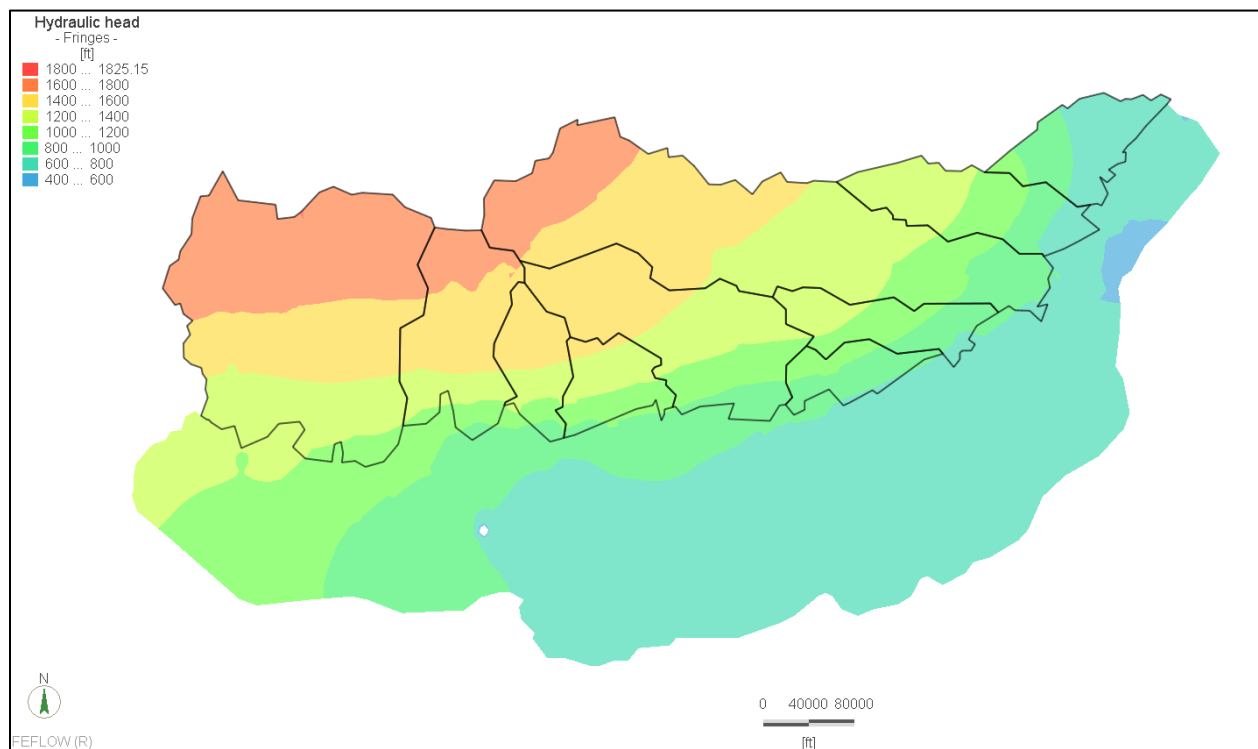 Hydraulic head
- Fringes -
[ft]
1800 ... 1825.15
1600 ... 1800
1400 ... 1600
1200 ... 1400
1000 ... 1200
800 ... 1000
600 ... 800
400 ... 600
N
0 40000 80000
[ft]
FEFLOW (R)